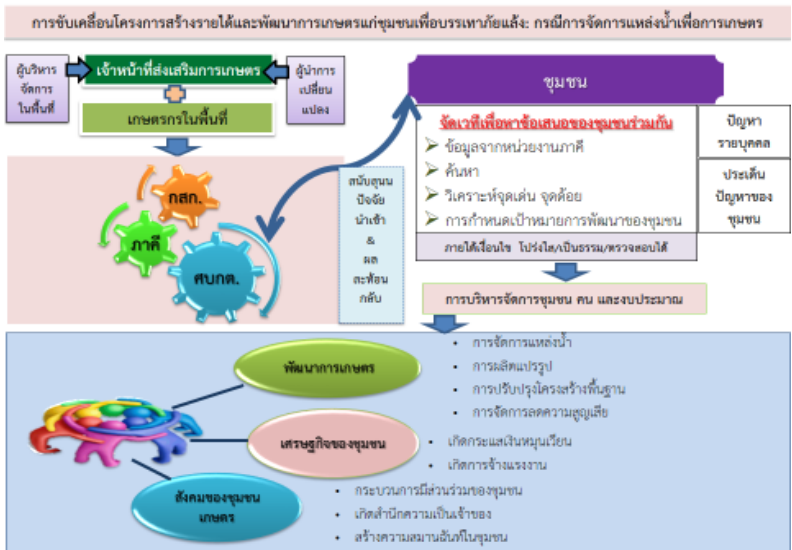 การขับเคลื่อนโครงการสร้างรายได้และพัฒนาการเกษตรแก่ชุมชนเพื่อบรรเทาภัยแล้ง: กรณีการจัดการแหล่งน้ำเพื่อการเกษตร
ผู้บริหาร
จัดการ
ในพื้นที่
เจ้าหน้าที่ส่งเสริมการเกษตร
ผู้นำการ
เปลี่ยน
แปลง
เกษตรกรในพื้นที่
กสก.
ภาคี
ศบกต.
สนับสุนน
ปัจจัย
นำเข้า
&
ผล
สะท้อน
กลับ
ชุมชน
จัดเวทีเพื่อหาข้อเสนอของชุมชนร่วมกัน
ข้อมูลจากหน่วยงานภาคี
ค้นหา
วิเคราะห์จุดเด่น จุดด้อย
การกำหนดเป้าหมายการพัฒนาของชุมชน
ปัญหา
รายบุคคล
ประเด็น
ปัญหาของ
ชุมชน
ภายใต้เงื่อนไข โปร่งใส/เป็นธรรม/ตรวจสอบได้
การบริหารจัดการชุมชน คน และงบประมาณ
พัฒนาการเกษตร
• การจัดการแหล่งน้ำ
• การผลิตแปรรูป
• การปรับปรุงโครงสร้างพื้นฐาน
• การจัดการลดความสูญเสีย
เศรษฐกิจของชุมชน
• เกิดกระแสเงินหมุนเวียน
• เกิดการจ้างแรงงาน
สังคมของชุมชน
เกษตร
• กระบวนการมีส่วนร่วมของชุมชน
• เกิดสำนึกความเป็นเจ้าของ
• สร้างความสมานฉันท์ในชุมชน